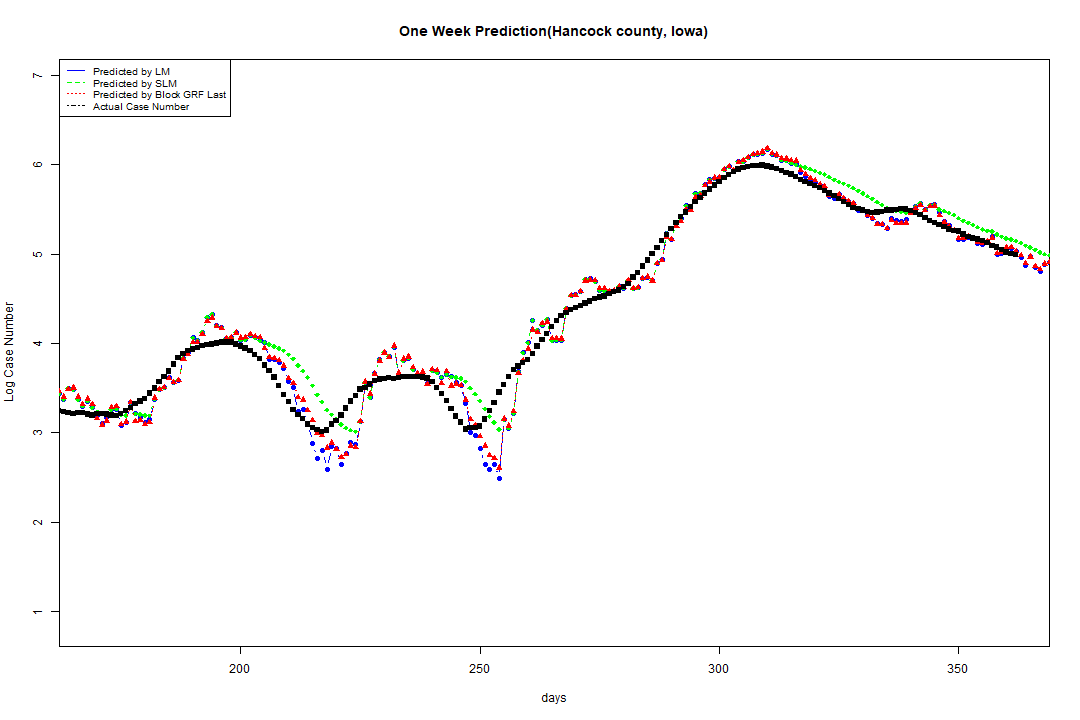 One Week Prediction(Hancock county, Iowa)
Predicted by LM
Predicted by SLM
Predicted by Block GRF Last
Actual Case Number
Log Case Number
7
6
5
4
3
2
1
200
250
300
350
days